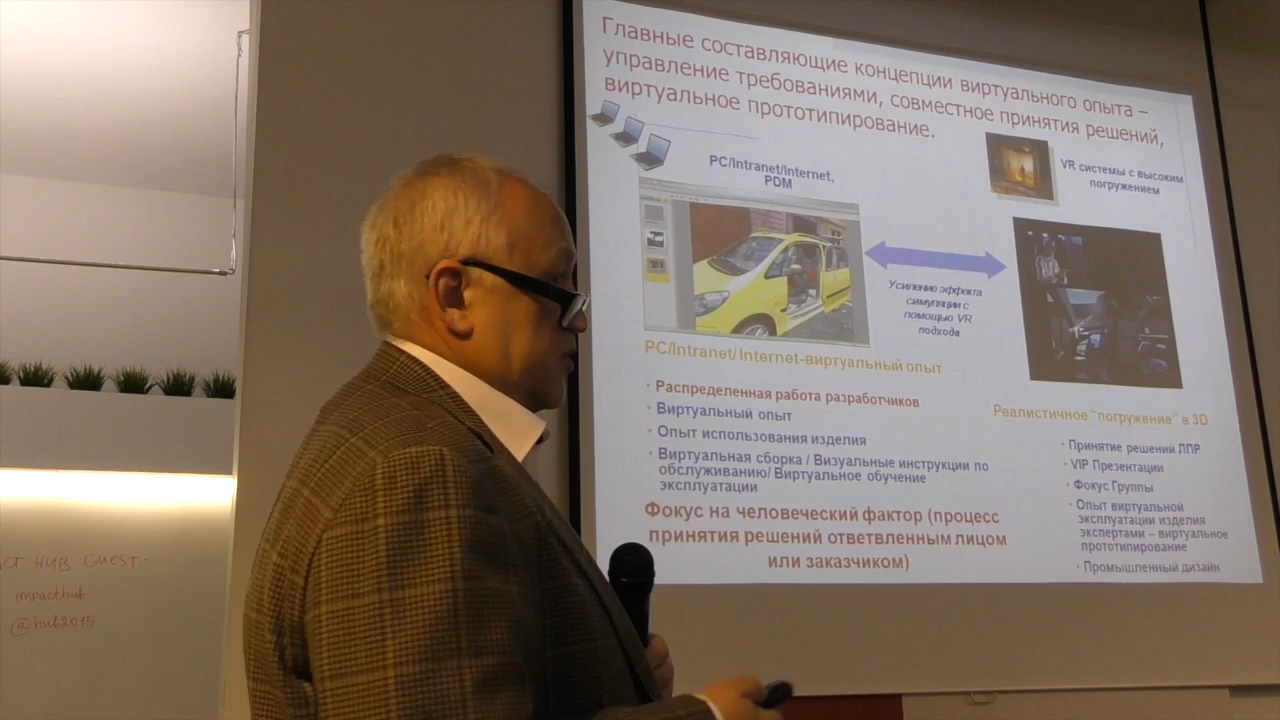 Главные составляющие концепции виртуального опыта –
управление требованиями, совместное принятия решений,
виртуальное прототипирование.
PC/Intranet/Internet,
PDM
VR системы с высоким
погружением
Усиление эффекта
симуляции с
помощью VR
подхода
PC/Intranet/ Internet-виртуальный опыт
• Распределенная работа разработчиков
• Виртуальный опыт
• Опыт использования изделия
• Виртуальная сборка / Визуальные инструкции по
обслуживанию/ Виртуальное обучение
эксплуатации
Фокус на человеческий фактор (процесс
принятия решений ответвленным лицом
или заказчиком)
Реалистичное "погружение" в 3D
• Принятие решений ЛПР
• VIP Презентации
• Фокус Группы
• Опыт виртуальной
эксплуатации изделия
экспертами – виртуальное
прототипирование
• Промышленный дизайн
HUB GUEST.
impacthub
@hub2015